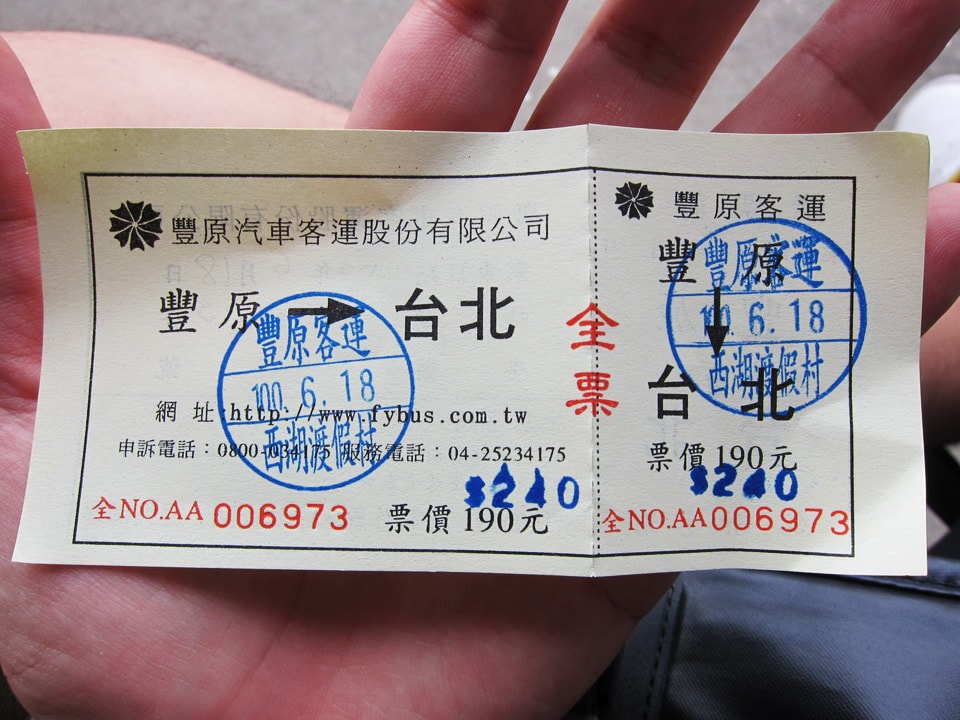 豐原汽車客運股份有限公司
豐原 → 台北
豐原客運
100.6.18
西湖渡假村
網 址:http://www.fybus.com.tw
申訴電話:0800-034175 服務電話:04-25234175
$240
全NO.AA 006973 票價 190元
全票
豐原客運
豐原
↓
台北
豐原客運
100.6.18
西湖渡假村
票價 190元
$240
全NO.AA 006973